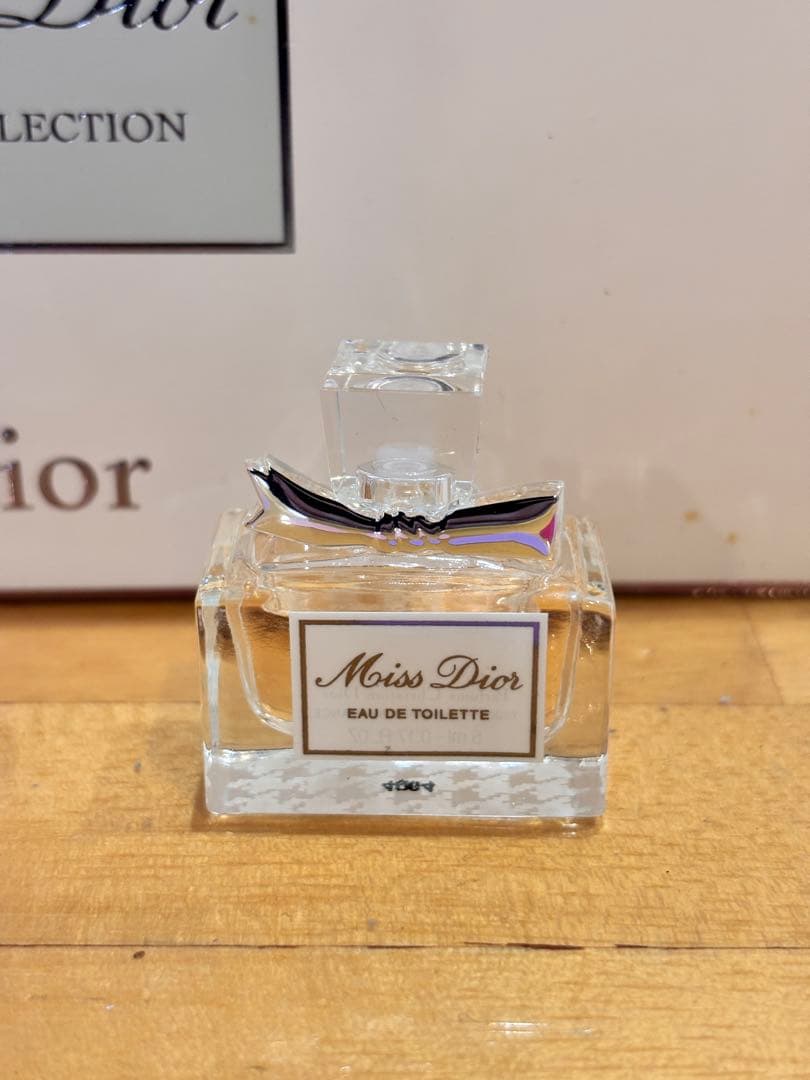 Dior
LECTION
ior
Miss Dior
EAU DE TOILETTE